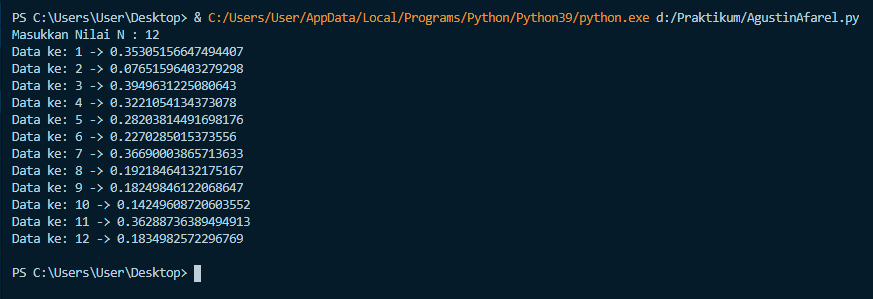 PS C:\Users\User\Desktop> & C:/Users/User/AppData/Local/Programs/Python/Python39/python.exe d:/Praktikum/AgustinAfarel.py
Masukkan Nilai N : 12
Data ke: 1 -> 0.35305156647494407
Data ke: 2 -> 0.07651596403279298
Data ke: 3 -> 0.3949631225080643
Data ke: 4 -> 0.3221054134373078
Data ke: 5 -> 0.28203814491698176
Data ke: 6 -> 0.2270285015373556
Data ke: 7 -> 0.36690003865713633
Data ke: 8 -> 0.19218464132175167
Data ke: 9 -> 0.18249846122068647
Data ke: 10 -> 0.14249608720603552
Data ke: 11 -> 0.36288736389494913
Data ke: 12 -> 0.1834982572296769
PS C:\Users\User\Desktop>